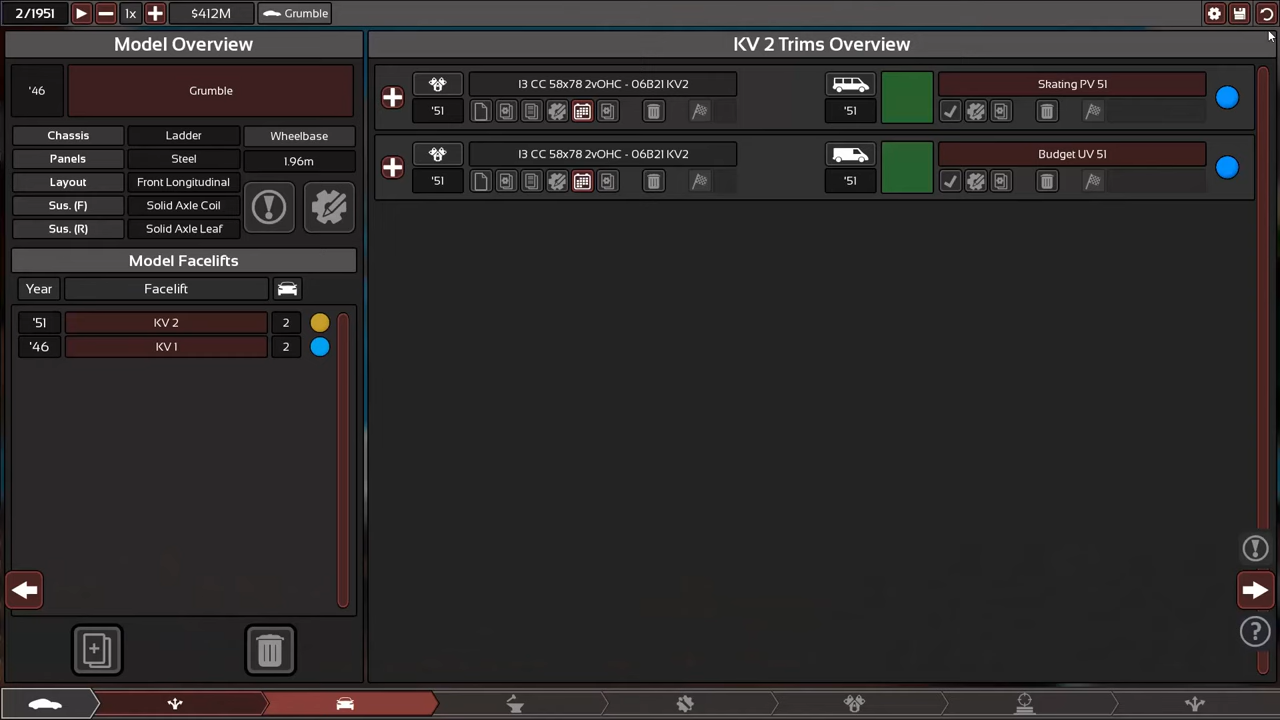 2/1951 1x $412M Grumble
Model Overview
KV 2 Trims Overview
'46 Grumble
Chassis Ladder Wheelbase
Panels Steel 1.96m
Layout Front Longitudinal
Sus. (F) Solid Axle Coil
Sus. (R) Solid Axle Leaf
Model Facelifts
Year Facelift
'51 KV 2 2
'46 KV 1 2
I3 CC 58x78 2vOHC - 06B21 KV2 Skating PV 51
'51 '51
I3 CC 58x78 2vOHC - 06B21 KV2 Budget UV 51
'51 '51